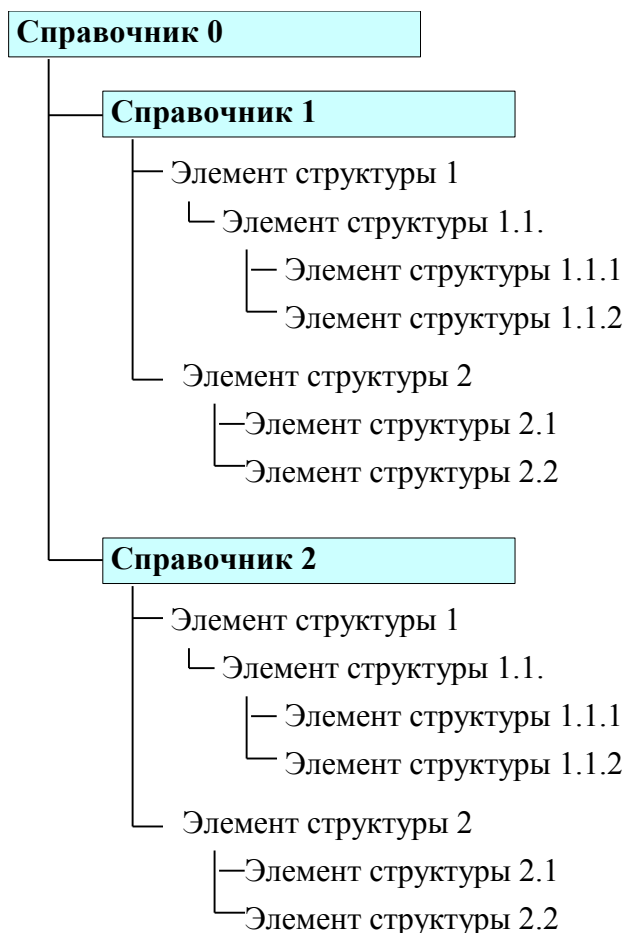 Справочник 0
Справочник 1
Элемент структуры 1
Элемент структуры 1.1.
Элемент структуры 1.1.1
Элемент структуры 1.1.2
Элемент структуры 2
Элемент структуры 2.1
Элемент структуры 2.2
Справочник 2
Элемент структуры 1
Элемент структуры 1.1.
Элемент структуры 1.1.1
Элемент структуры 1.1.2
Элемент структуры 2
Элемент структуры 2.1
Элемент структуры 2.2